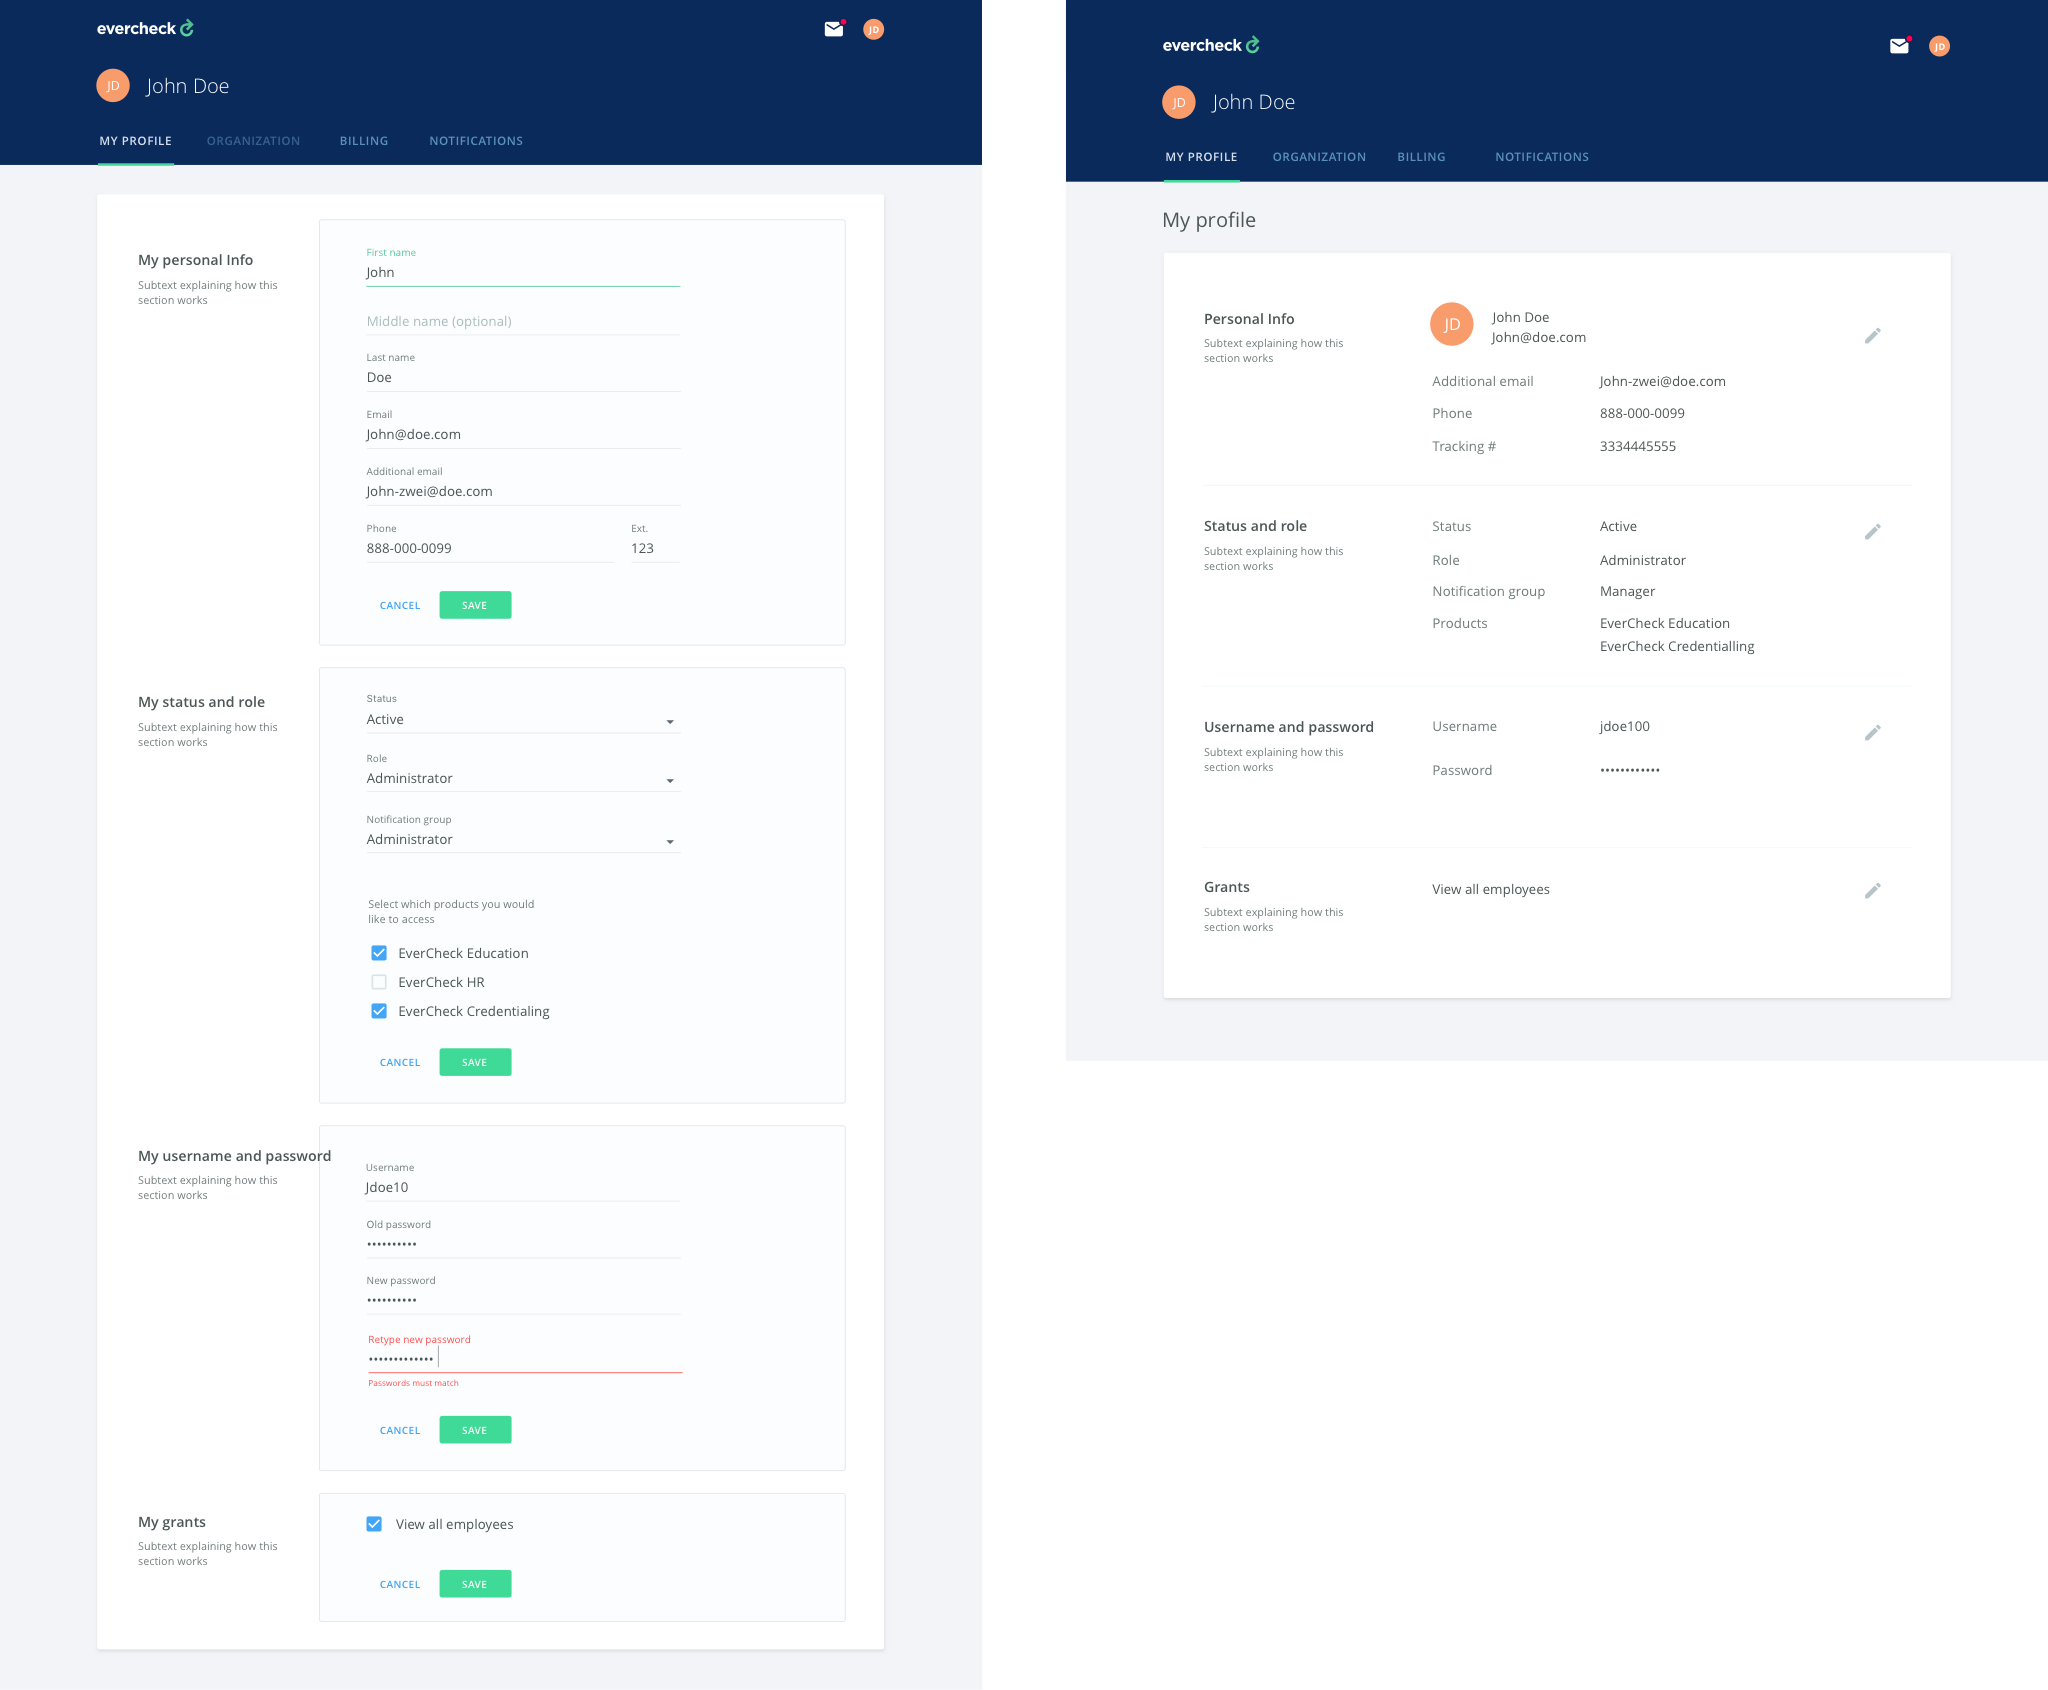 evercheck
JD
JD
John Doe
MY PROFILE
ORGANIZATION
BILLING
NOTIFICATIONS
My personal Info
Subtext explaining how this
section works
First name
John
Middle name (optional)
Last name
Doe
Email
John@doe.com
Additional email
John-zwei@doe.com
Phone
888-000-0099
Ext.
123
CANCEL
SAVE
My status and role
Subtext explaining how this
section works
Status
Active
Role
Administrator
Notification group
Administrator
Select which products you would
like to access
EverCheck Education
EverCheck HR
EverCheck Credentialing
CANCEL
SAVE
My username and password
Subtext explaining how this
section works
Username
Jdoe10
Old password
••••••••••
New password
••••••••••
Retype new password
•••••••••••••
Passwords must match
CANCEL
SAVE
My grants
Subtext explaining how this
section works
View all employees
CANCEL
SAVE
evercheck
JD
JD
John Doe
MY PROFILE
ORGANIZATION
BILLING
NOTIFICATIONS
My profile
Personal Info
Subtext explaining how this
section works
JD
John Doe
John@doe.com
Additional email
John-zwei@doe.com
Phone
888-000-0099
Tracking #
3334445555
Status and role
Subtext explaining how this
section works
Status
Active
Role
Administrator
Notification group
Manager
Products
EverCheck Education
EverCheck Credentialling
Username and password
Subtext explaining how this
section works
Username
jdoe100
Password
••••••••••••
Grants
Subtext explaining how this
section works
View all employees